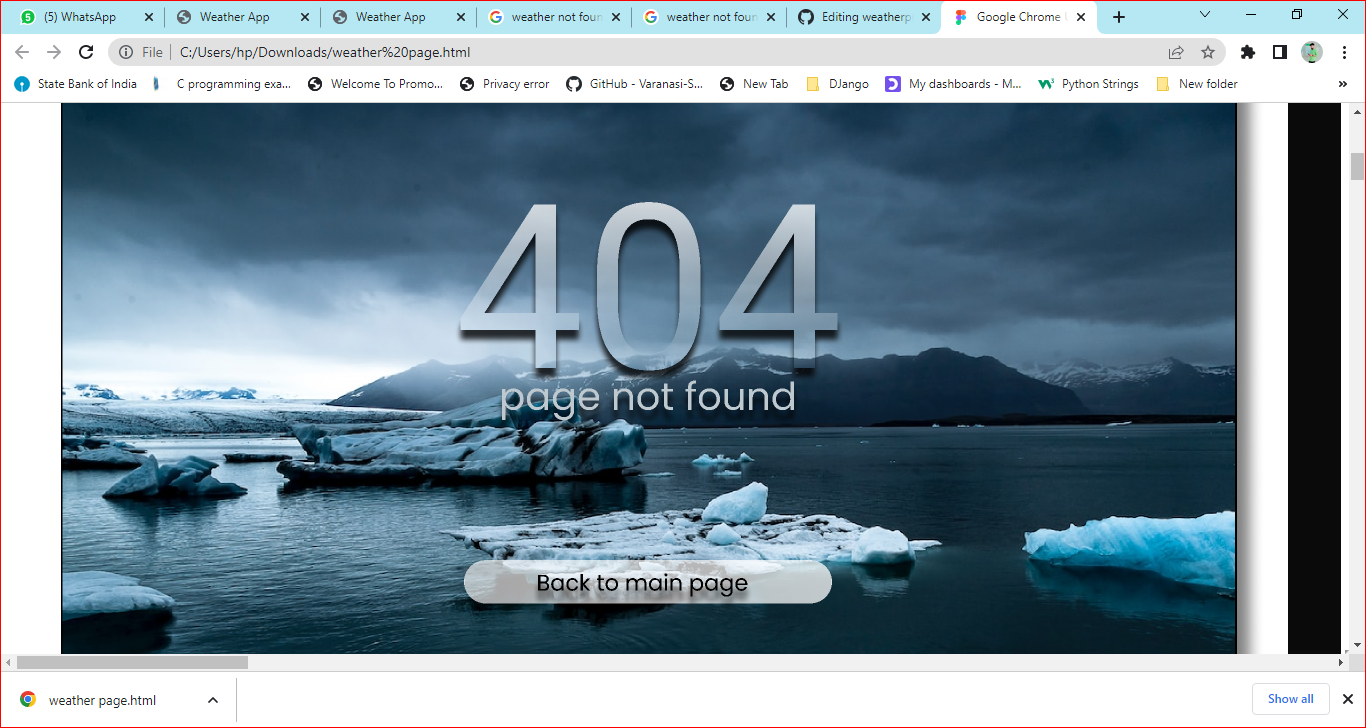 (5) WhatsApp
Weather App
Weather App
weather not foun
weather not foun
Editing weatherp
Google Chrome U
File
C:/Users/hp/Downloads/weather%20page.html
State Bank of India
C programming exa...
Welcome To Promo...
Privacy error
GitHub - Varanasi-S...
New Tab
DJango
My dashboards - M...
Python Strings
New folder
404
page not found
Back to main page
weather page.html
Show all